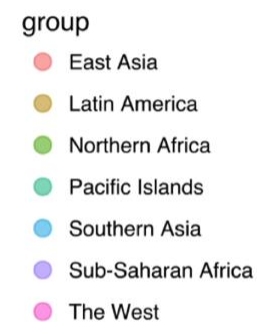 group
East Asia
Latin America
Northern Africa
Pacific Islands
Southern Asia
Sub-Saharan Africa
The West